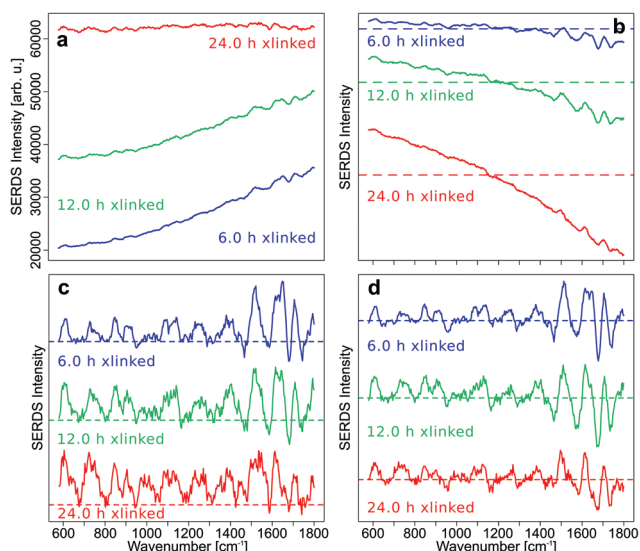 a
24.0 h xlinked
12.0 h xlinked
6.0 h xlinked
SERDS Intensity [arb. u.]
60000
50000
40000
30000
20000
b
6.0 h xlinked
12.0 h xlinked
24.0 h xlinked
SERDS Intensity
c
6.0 h xlinked
12.0 h xlinked
24.0 h xlinked
SERDS Intensity
600 800 1000 1200 1400 1600 1800
Wavenumber [cm⁻¹]
d
6.0 h xlinked
12.0 h xlinked
24.0 h xlinked
SERDS Intensity
600 800 1000 1200 1400 1600 1800
Wavenumber [cm⁻¹]